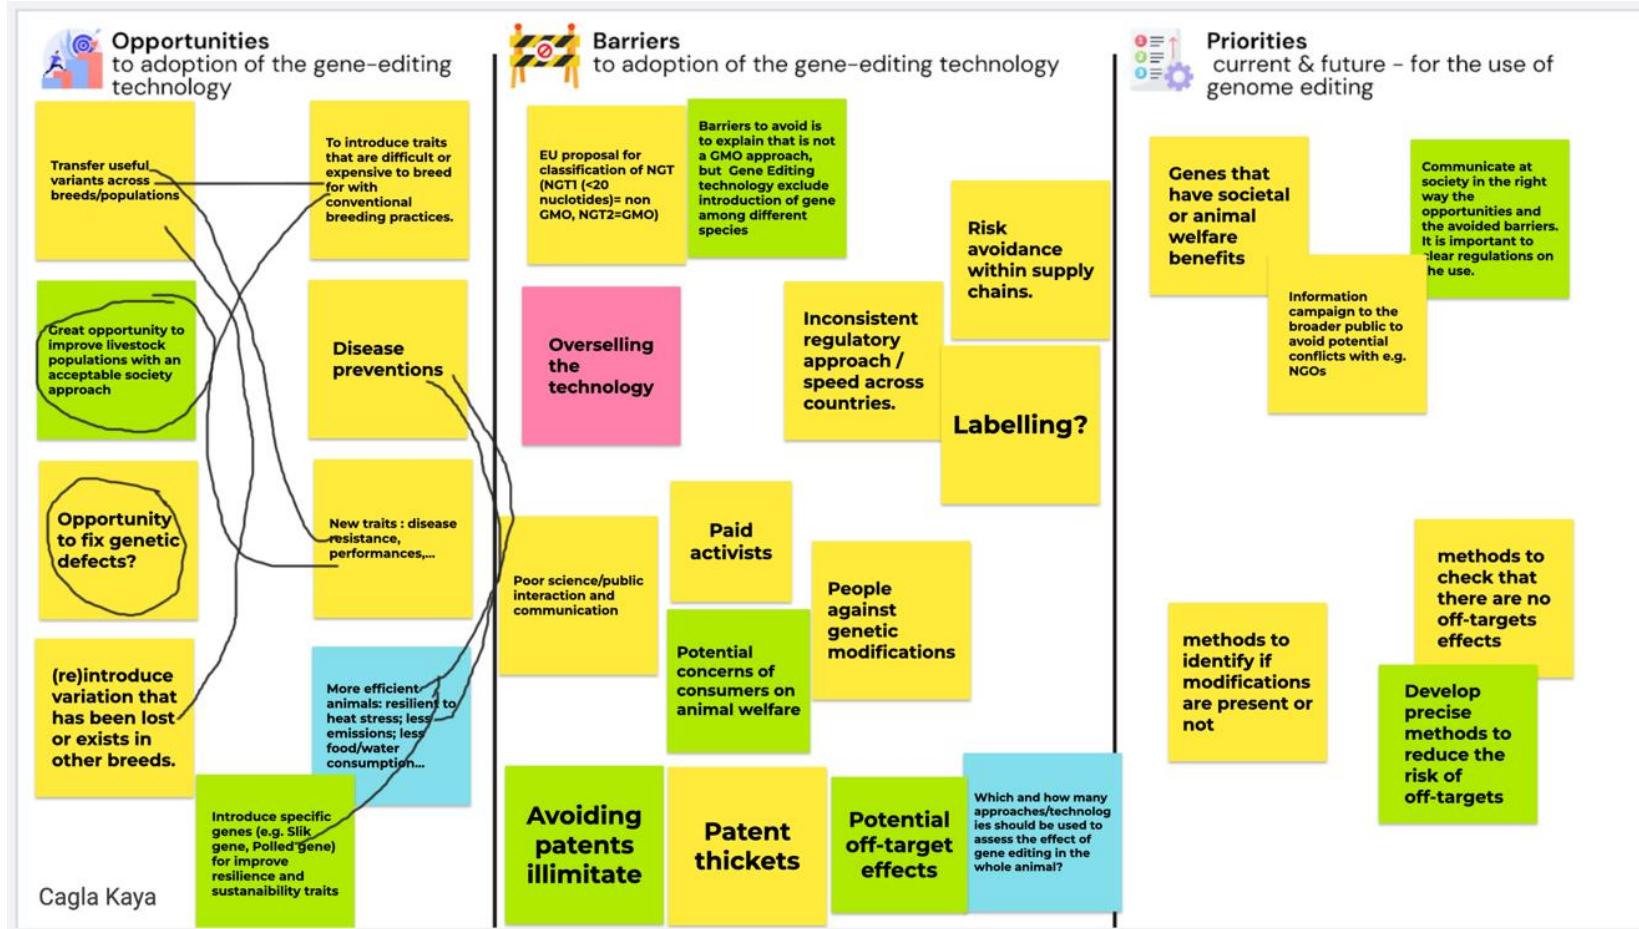 Opportunities
to adoption of the gene-editing
technology
Transfer useful
variants across
breeds/populations
To introduce traits
that are difficult or
expensive to breed
for with
conventional
breeding practices.
Great opportunity to
improve livestock
populations with an
acceptable society
approach
Disease
preventions
Opportunity
to fix genetic
defects?
New traits : disease
resistance,
performances,...
(re)introduce
variation that
has been lost
or exists in
other breeds.
More efficient
animals: resilient to
heat stress; less
emissions; less
food/water
consumption...
Introduce specific
genes (e.g. Slik
gene, Polled gene)
for improve
resilience and
sustanaibility traits
Cagla Kaya
Barriers
to adoption of the gene-editing technology
EU proposal for
classification of NGT
(NGT1 (<20
nuclotides)= non
GMO, NGT2=GMO)
Barriers to avoid is
to explain that is not
a GMO approach,
but Gene Editing
technology exclude
introduction of gene
among different
species
Risk
avoidance
within supply
chains.
Overselling
the
technology
Inconsistent
regulatory
approach /
speed across
countries.
Labelling?
Poor science/public
interaction and
communication
Paid
activists
People
against
genetic
modifications
Potential
concerns of
consumers on
animal welfare
Avoiding
patents
illimitate
Patent
thickets
Potential
off-target
effects
Which and how many
approaches/technolog
ies should be used to
assess the effect of
gene editing in the
whole animal?
Priorities
current & future - for the use of
genome editing
Genes that
have societal
or animal
welfare
benefits
Communicate at
society in the right
way the
opportunities and
the avoided barriers.
It is important to
clear regulations on
the use.
Information
campaign to the
broader public to
avoid potential
conflicts with e.g.
NGOs
methods to
check that
there are no
off-targets
effects
methods to
identify if
modifications
are present or
not
Develop
precise
methods to
reduce the
risk of
off-targets